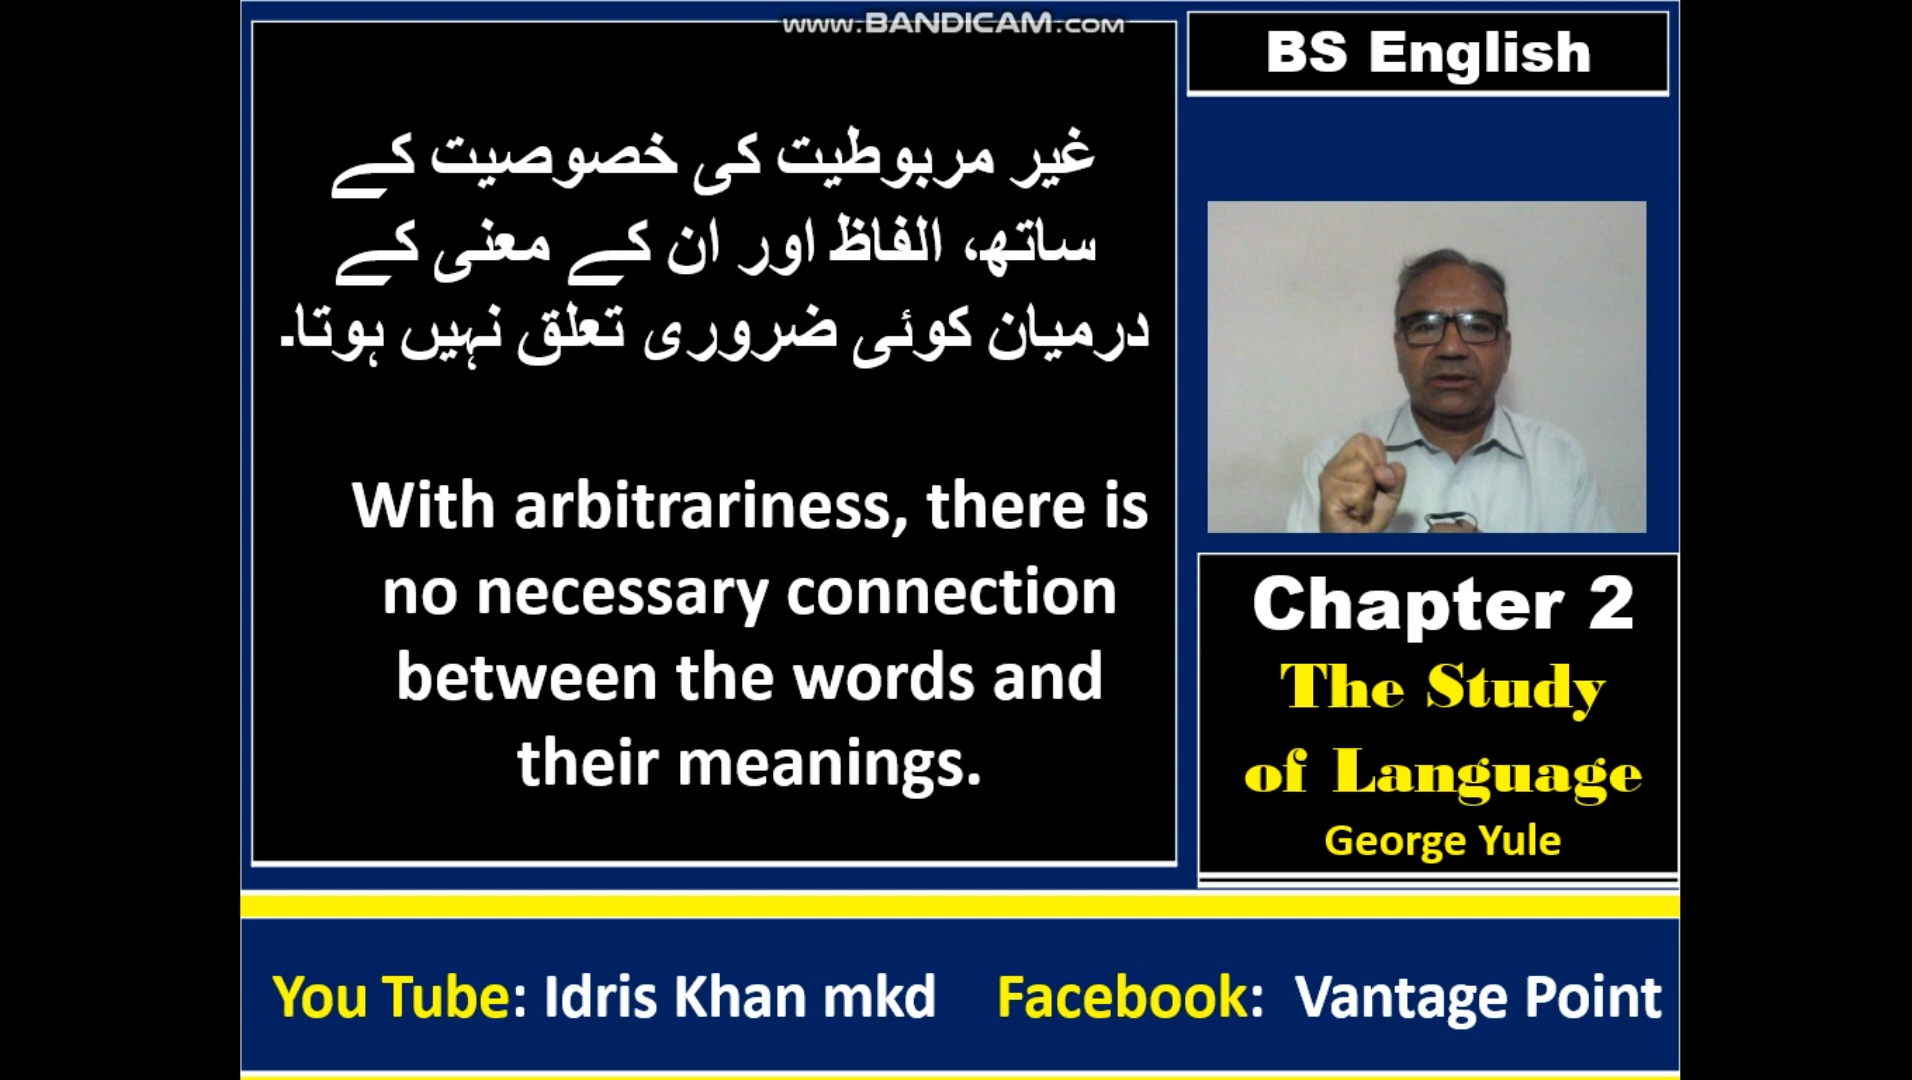 WWW.BANDICAM.COM
BS English
غیر مربوطیت کی خصوصیت کے
ساتھ، الفاظ اور ان کے معنی کے
درمیان کوئی ضروری تعلق نہیں ہوتا۔
With arbitrariness, there is
no necessary connection
between the words and
their meanings.
Chapter 2
The Study
of Language
George Yule
You Tube: Idris Khan mkd Facebook: Vantage Point